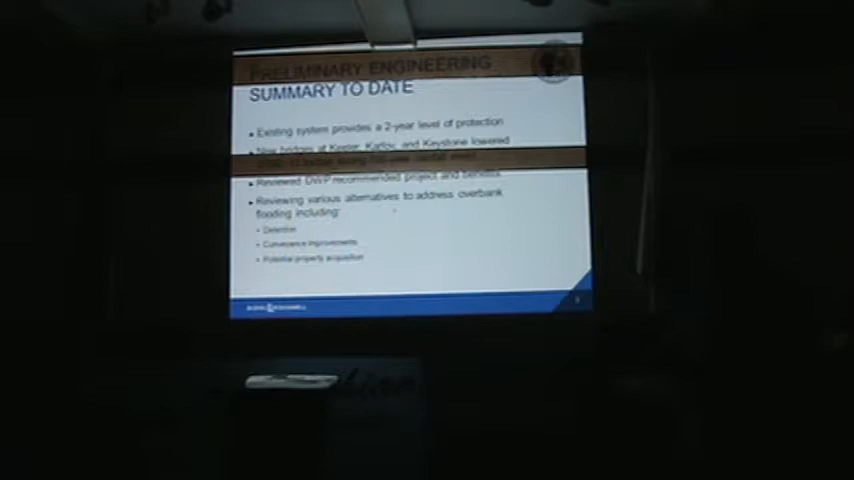 PRELIMINARY ENGINEERING
SUMMARY TO DATE
Existing system provides a 2-year level of protection
New bridges at Keeler, Karlov, and Keystone lowered
Reviewed DWP recommended project and benefits
Reviewing various alternatives to address overbank
flooding including:
Detention
Conveyance improvements
Potential property acquisition